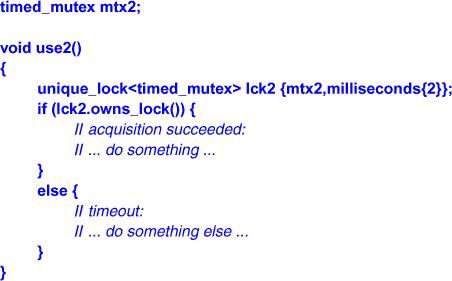 timed_mutex mtx2;
void use2()
{
unique_lock<timed_mutex> lck2 {mtx2,milliseconds{2}};
if (lck2.owns_lock()) {
// acquisition succeeded:
// ... do something ...
}
else {
// timeout:
// ... do something else ...
}
}